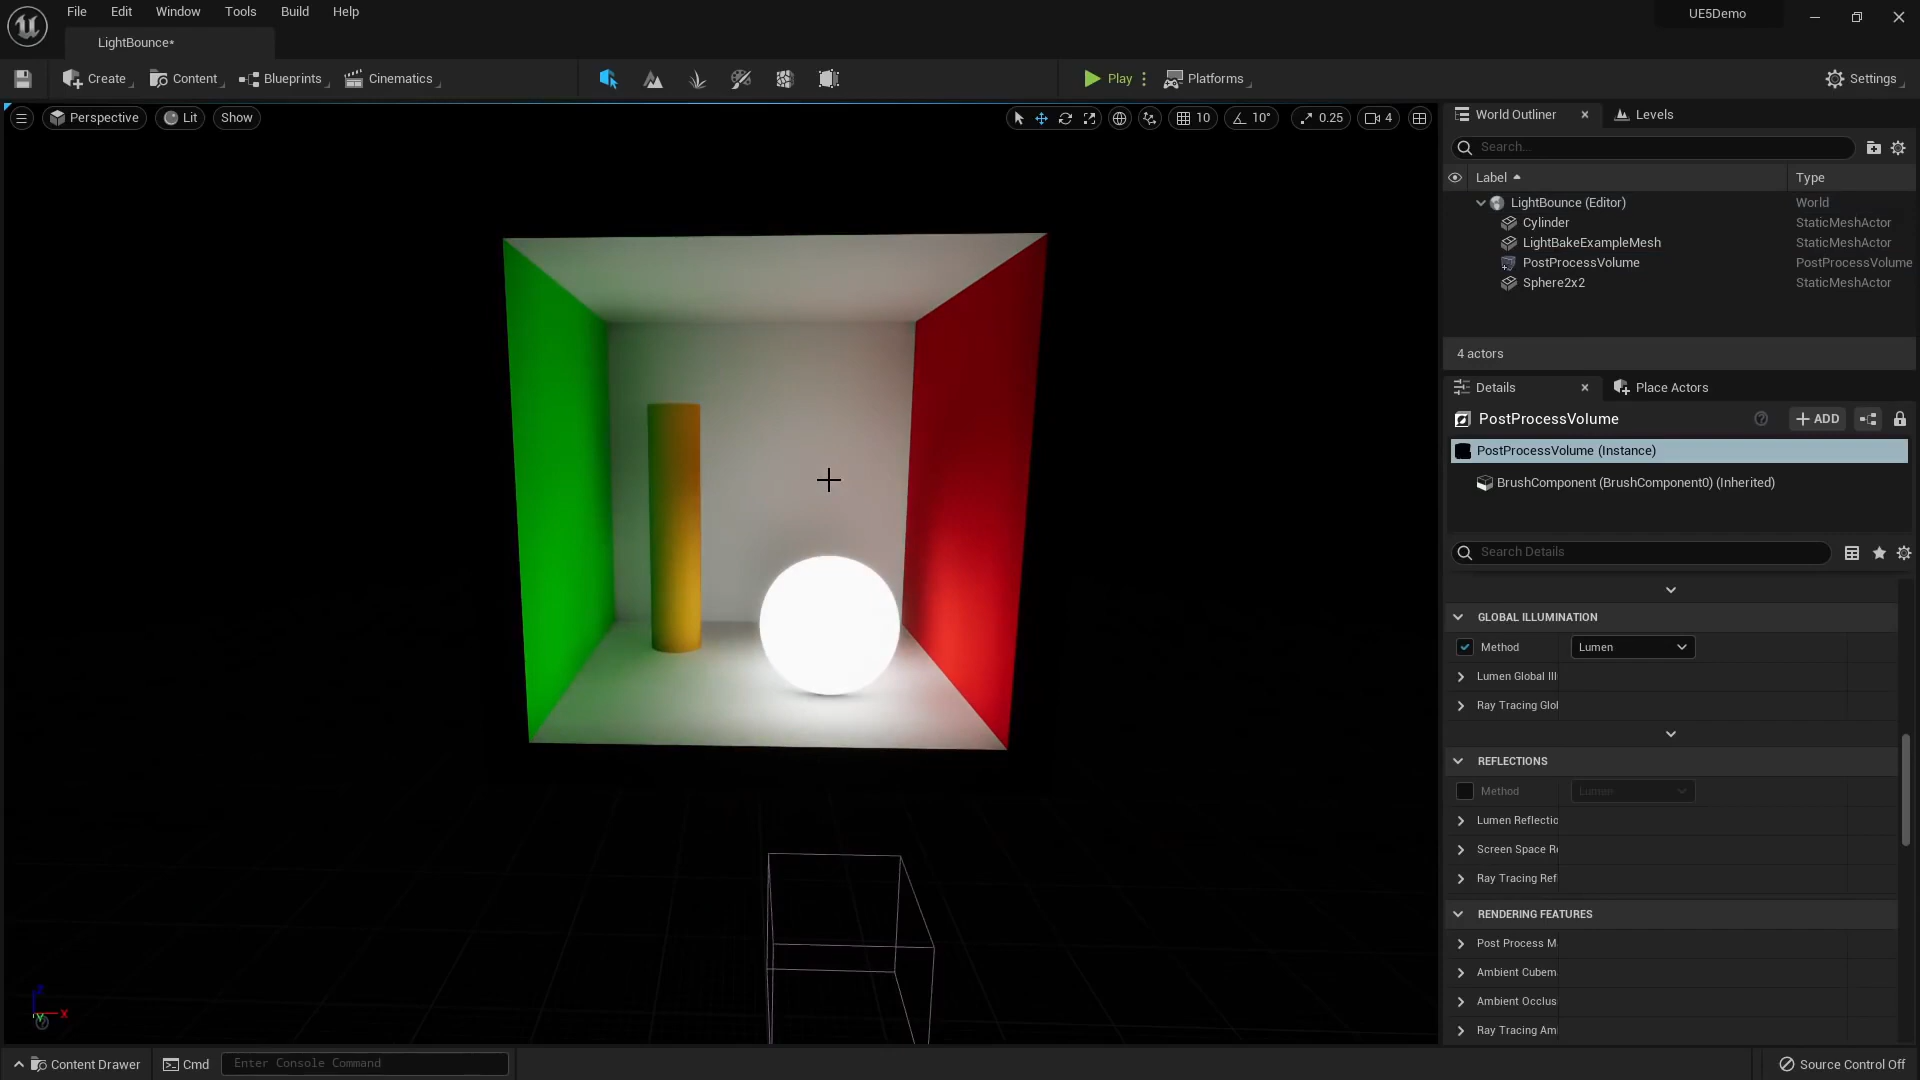 File Edit Window Tools Build Help
UE5Demo
LightBounce*
Create Content Blueprints Cinematics Play Platforms Settings
Perspective Lit Show 10 10° 0.25 4
World Outliner Levels
Search...
Label Type
LightBounce (Editor) World
Cylinder StaticMeshActor
LightBakeExampleMesh StaticMeshActor
PostProcessVolume PostProcessVolume
Sphere2x2 StaticMeshActor
4 actors
Details Place Actors
PostProcessVolume ADD
PostProcessVolume (Instance)
BrushComponent (BrushComponent0) (Inherited)
Search Details
GLOBAL ILLUMINATION
Method Lumen
Lumen Global Ill
Ray Tracing Glo
REFLECTIONS
Method Lumen
Lumen Reflectio
Screen Space R
Ray Tracing Ref
RENDERING FEATURES
Post Process M
Ambient Cubem
Ambient Occlus
Ray Tracing Am
Z
X
Y
Content Drawer Cmd Enter Console Command Source Control Off